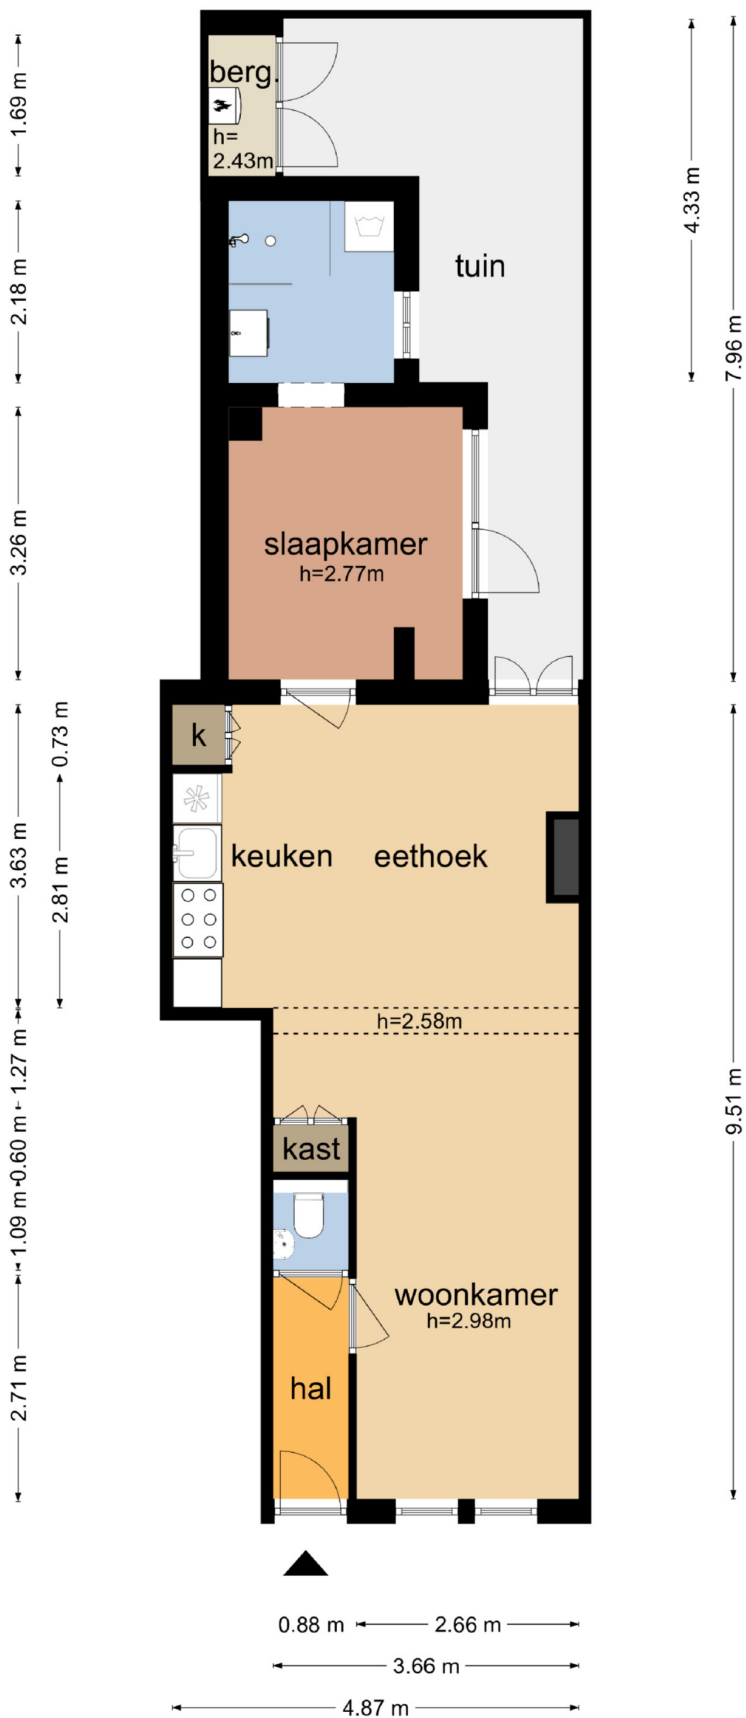 berg.
h=
2.43m
tuin
slaapkamer
h=2.77m
k
keuken
eethoek
h=2.58m
kast
woonkamer
h=2.98m
hal
1.69 m
2.18 m
3.26 m
3.63 m
1.27 m
0.60 m
1.09 m
2.71 m
0.73 m
2.81 m
4.33 m
7.96 m
9.51 m
0.88 m
2.66 m
3.66 m
4.87 m